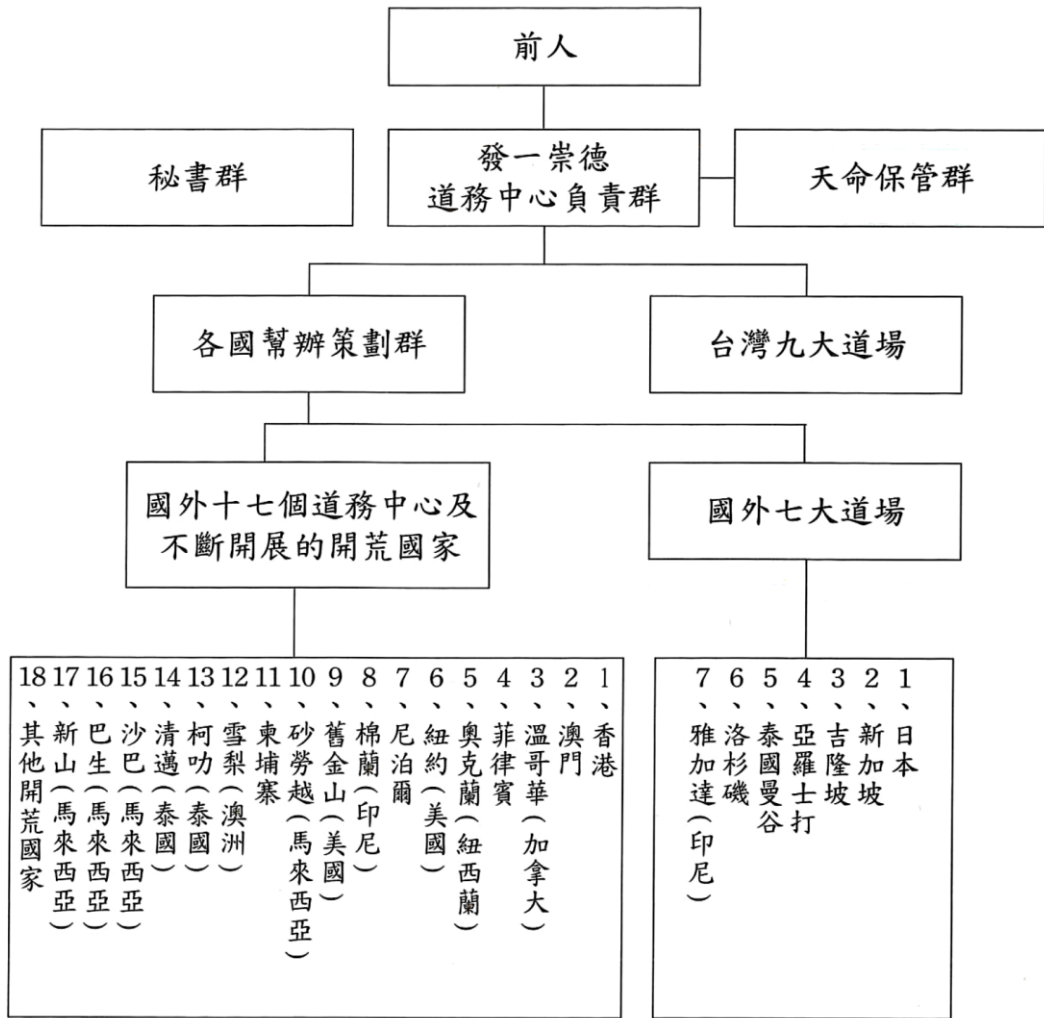 前人
秘書群
發一崇德
道務中心負責群
天命保管群
各國幫辦策劃群
台灣九大道場
國外十七個道務中心及
不斷開展的開荒國家
國外七大道場
1、香港
2、澳門
3、溫哥華(加拿大)
4、菲律賓
5、奧克蘭(紐西蘭)
6、紐約(美國)
7、尼泊爾
8、棉蘭(印尼)
9、舊金山(美國)
10、砂勞越(馬來西亞)
11、柬埔寨
12、雪梨(澳洲)
13、柯叻(泰國)
14、清邁(泰國)
15、沙巴(馬來西亞)
16、巴生(馬來西亞)
17、新山(馬來西亞)
18、其他開荒國家
1、日本
2、新加坡
3、吉隆坡
4、亞羅士打
5、泰國曼谷
6、洛杉磯
7、雅加達(印尼)